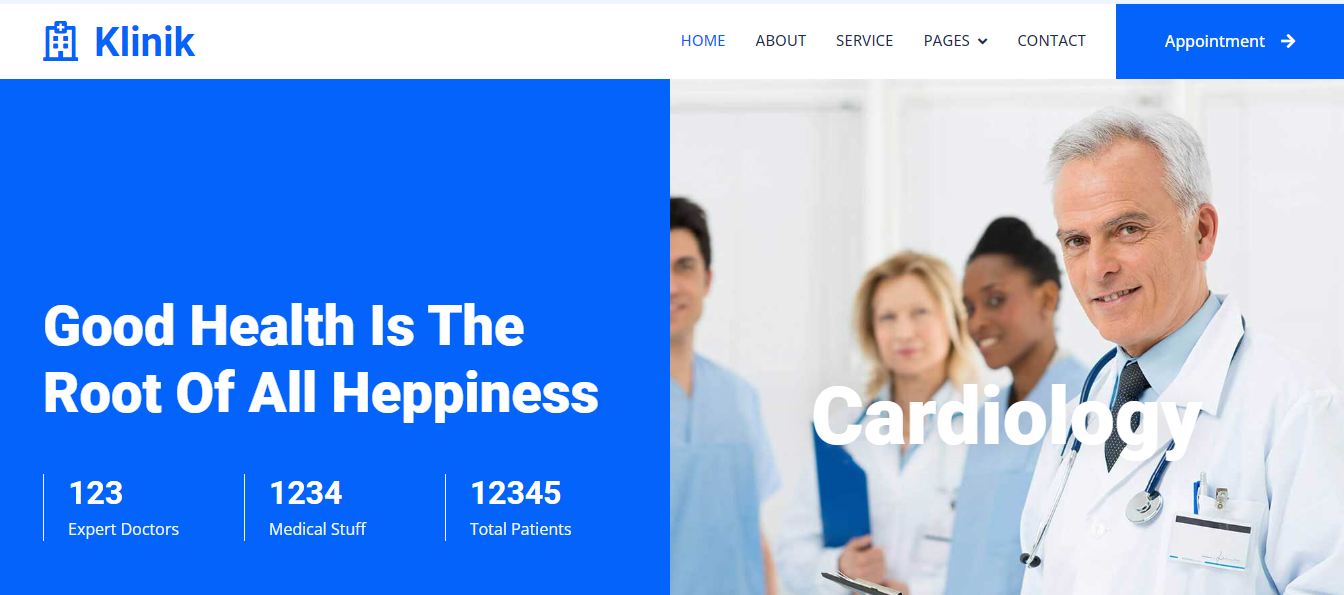 Klinik
HOME ABOUT SERVICE PAGES CONTACT Appointment
Good Health Is The
Root Of All Heppiness
Cardiology
123 1234 12345
Expert Doctors Medical Stuff Total Patients